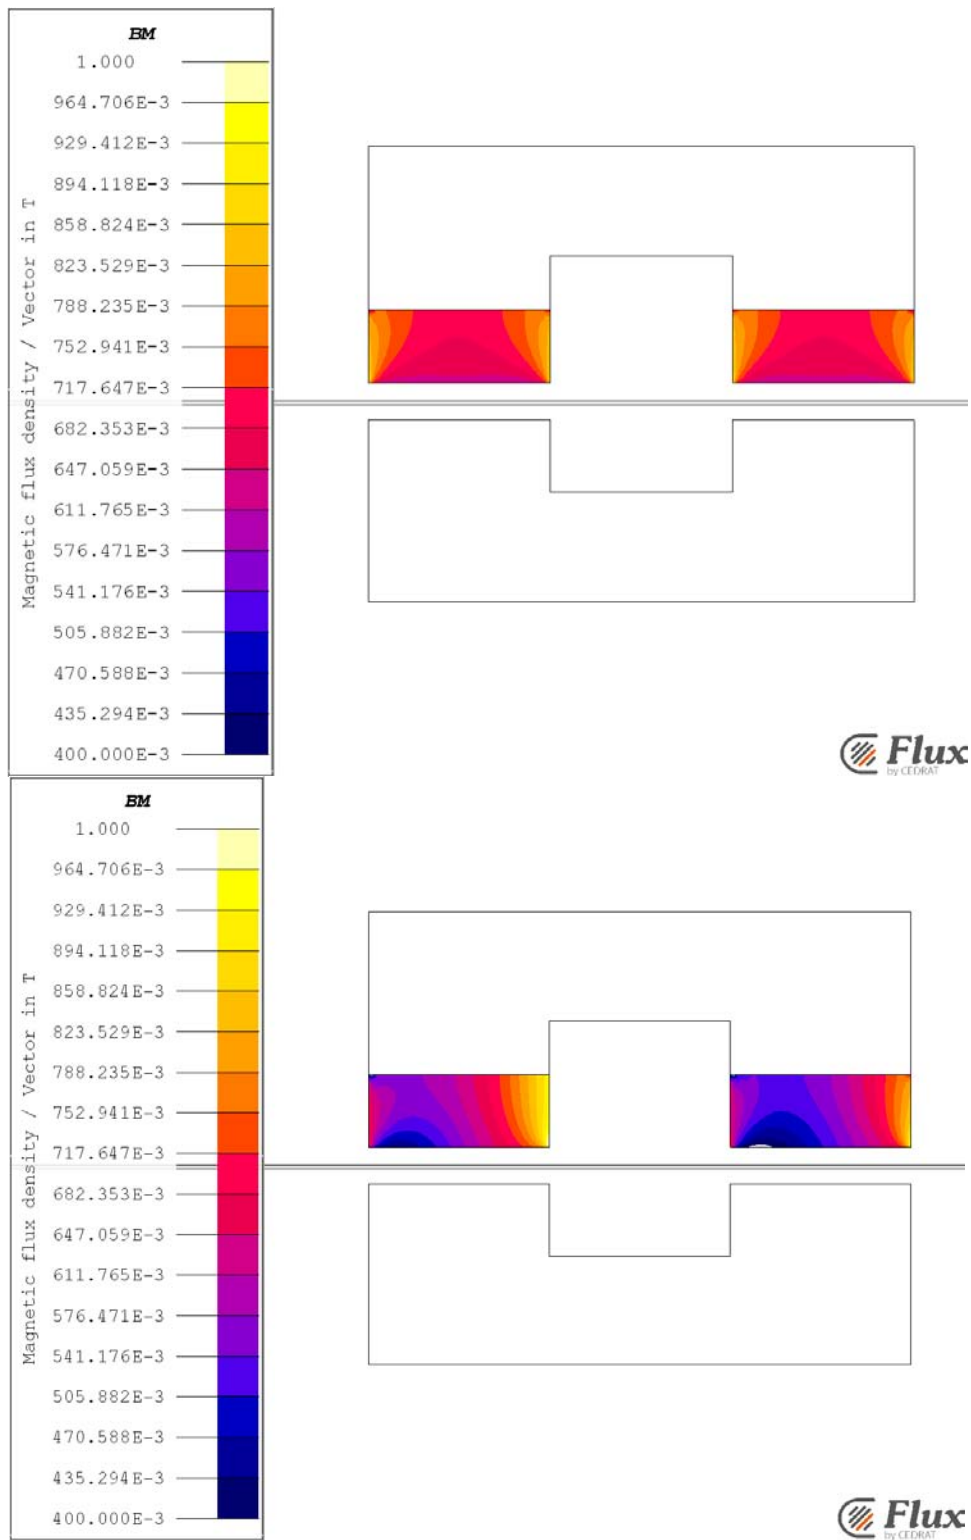 BM
1.000
964.706E-3
929.412E-3
894.118E-3
858.824E-3
823.529E-3
788.235E-3
752.941E-3
717.647E-3
682.353E-3
647.059E-3
611.765E-3
576.471E-3
541.176E-3
505.882E-3
470.588E-3
435.294E-3
400.000E-3
Magnetic flux density / Vector in T
Flux
by CEDRAT
BM
1.000
964.706E-3
929.412E-3
894.118E-3
858.824E-3
823.529E-3
788.235E-3
752.941E-3
717.647E-3
682.353E-3
647.059E-3
611.765E-3
576.471E-3
541.176E-3
505.882E-3
470.588E-3
435.294E-3
400.000E-3
Magnetic flux density / Vector in T
Flux
by CEDRAT